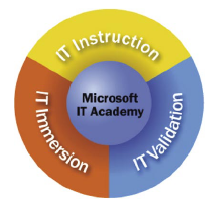 IT Instruction
Microsoft
IT Academy
IT Immersion
IT Validation